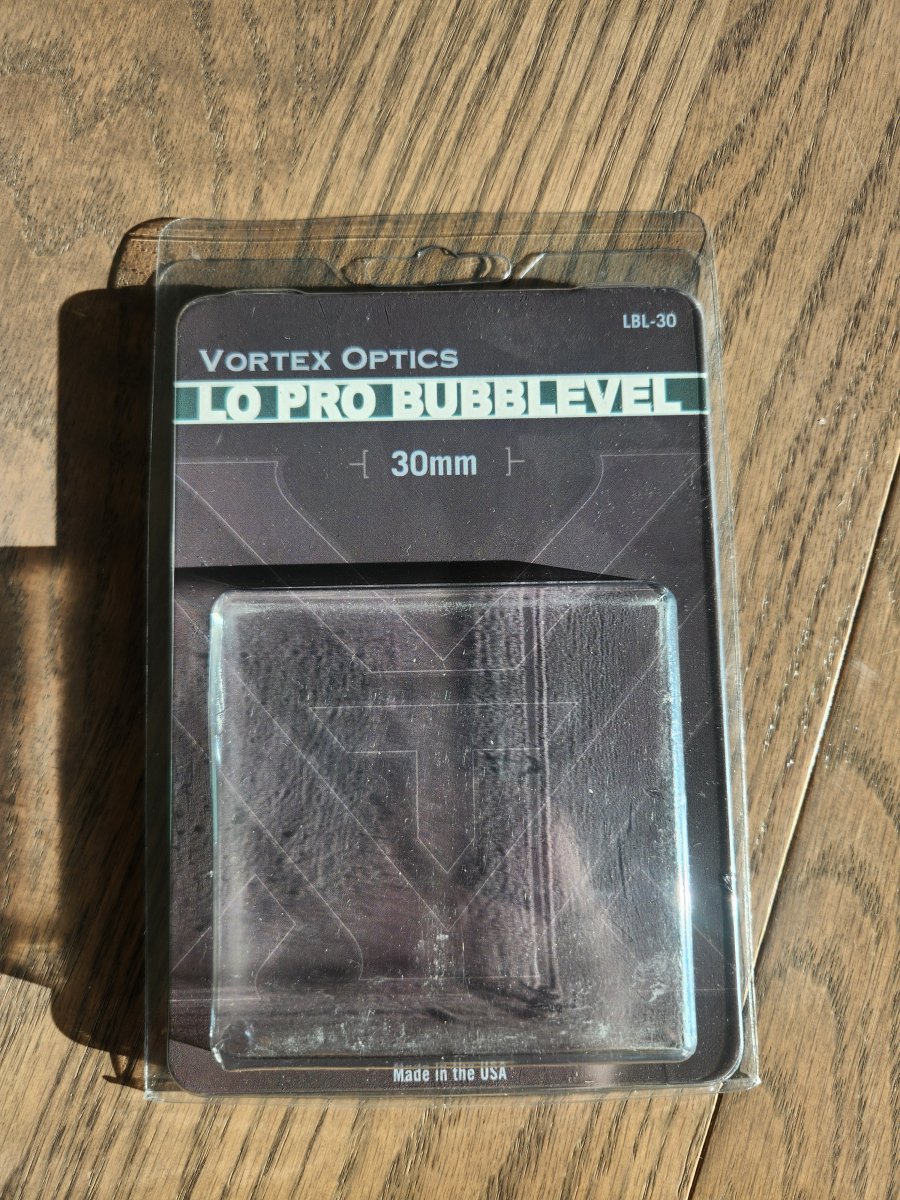 LBL-30
VORTEX OPTICS
LO PRO BUBBLEVEL
30mm
Made in the USA